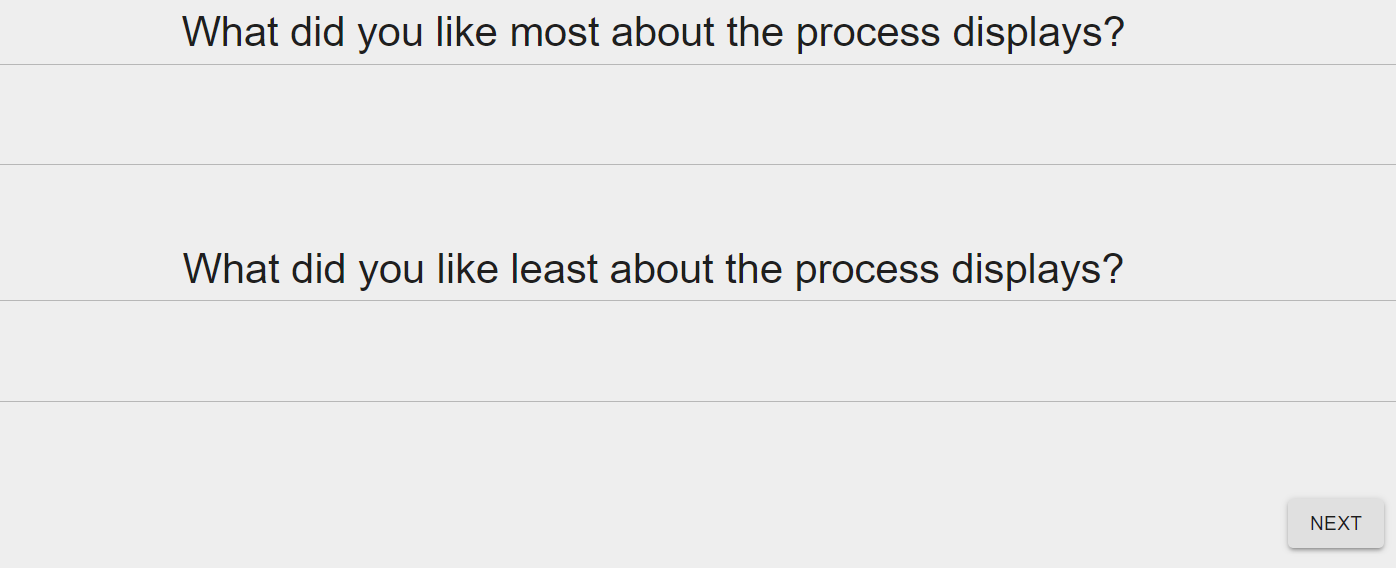 What did you like most about the process displays?
What did you like least about the process displays?
NEXT